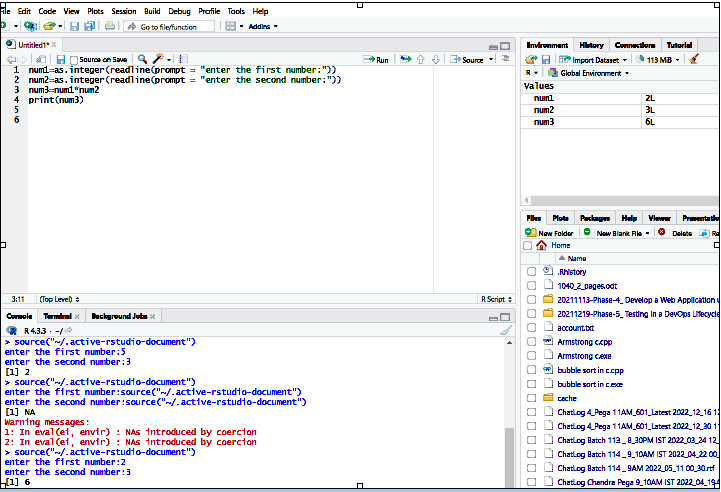 File Edit Code View Plots Session Build Debug Profile Tools Help
Go to file/function
Addins
Untitled1*
Source on Save
Run
Source
1 num1=as.integer(readline(prompt = "enter the first number:"))
2 num2=as.integer(readline(prompt = "enter the second number:"))
3 num3=num1*num2
4 print(num3)
5
6
3:11 (Top Level) R Script
Console Terminal Background Jobs
R 4.3.3 · ~/
> source("~/.active-rstudio-document")
enter the first number:5
enter the second number:3
[1] 2
> source("~/.active-rstudio-document")
enter the first number:source("~/.active-rstudio-document")
enter the second number:source("~/.active-rstudio-document")
[1] NA
Warning messages:
1: In eval(ei, envir) : NAs introduced by coercion
2: In eval(ei, envir) : NAs introduced by coercion
> source("~/.active-rstudio-document")
enter the first number:2
enter the second number:3
[1] 6
Environment History Connections Tutorial
Import Dataset 113 MiB
R Global Environment
Values
num1 2L
num2 3L
num3 6L
Files Plots Packages Help Viewer Presentatio
New Folder New Blank File Delete Re
Home
Name
.Rhistory
1040_2_pages.odt
20211113-Phase-4_ Develop a Web Application u
20211219-Phase-5_ Testing in a DevOps Lifecycle
account.txt
Armstrong c.cpp
Armstrong c.exe
bubble sort in c.cpp
bubble sort in c.exe
cache
ChatLog 4_Pega 11AM_601_Latest 2022_12_16 12
ChatLog 4_Pega 11AM_601_Latest 2022_12_30 11
ChatLog Batch 113 _ 8_30PM IST 2022_03_24 12_
ChatLog Batch 114 _ 9_10AM IST 2022_04_22 00_
ChatLog Batch 114 _ 9AM 2022_05_11 00_30.rtf
ChatLog Chandra Pega 9_10AM IST 2022_04_19